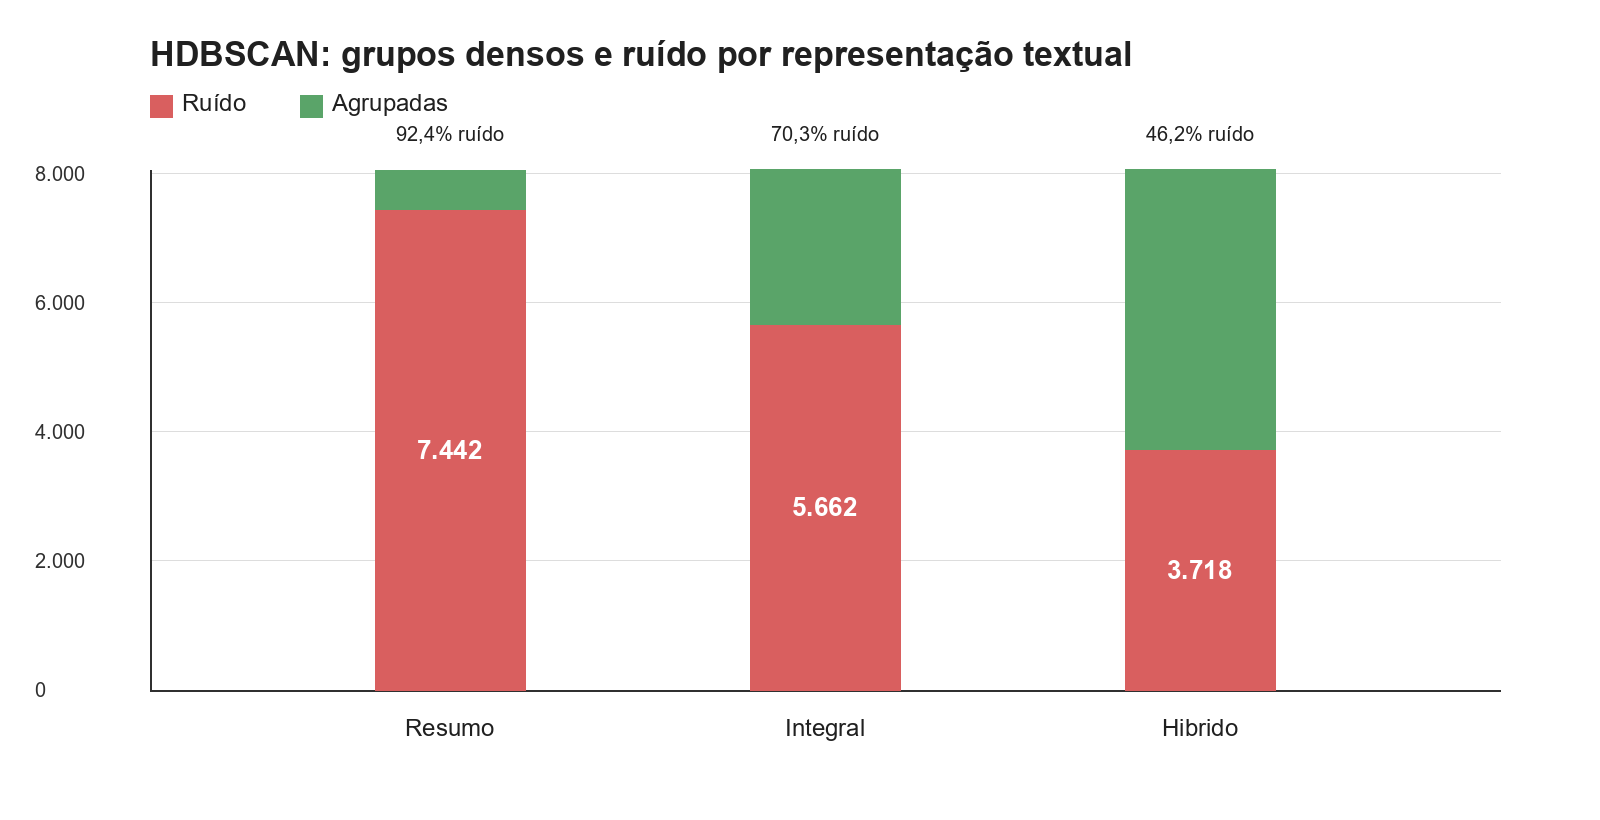 HDBSCAN: grupos densos e ruído por representação textual
Ruído
Agrupadas
92,4% ruído
70,3% ruído
46,2% ruído
8.000
6.000
4.000
2.000
0
7.442
5.662
3.718
Resumo
Integral
Hibrido